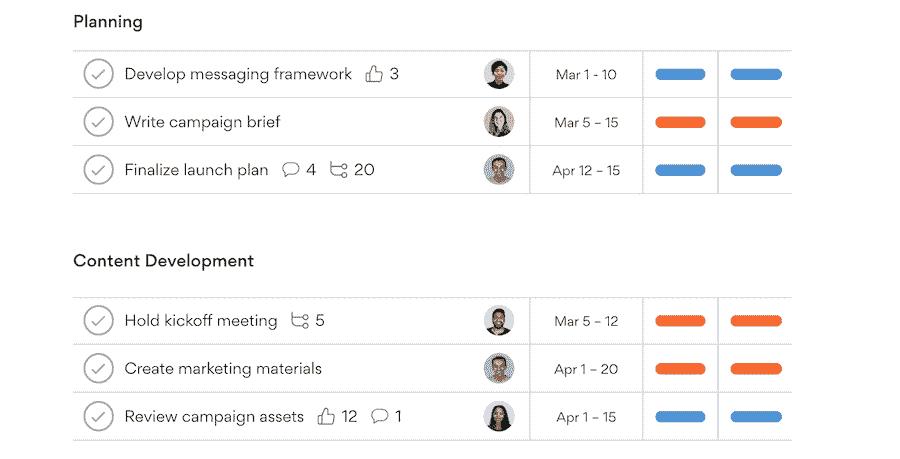 Planning
Develop messaging framework 3 Mar 1 - 10
Write campaign brief Mar 5 – 15
Finalize launch plan 4 20 Apr 12 – 15
Content Development
Hold kickoff meeting 5 Mar 5 – 12
Create marketing materials Apr 1 – 20
Review campaign assets 12 1 Apr 1 – 15